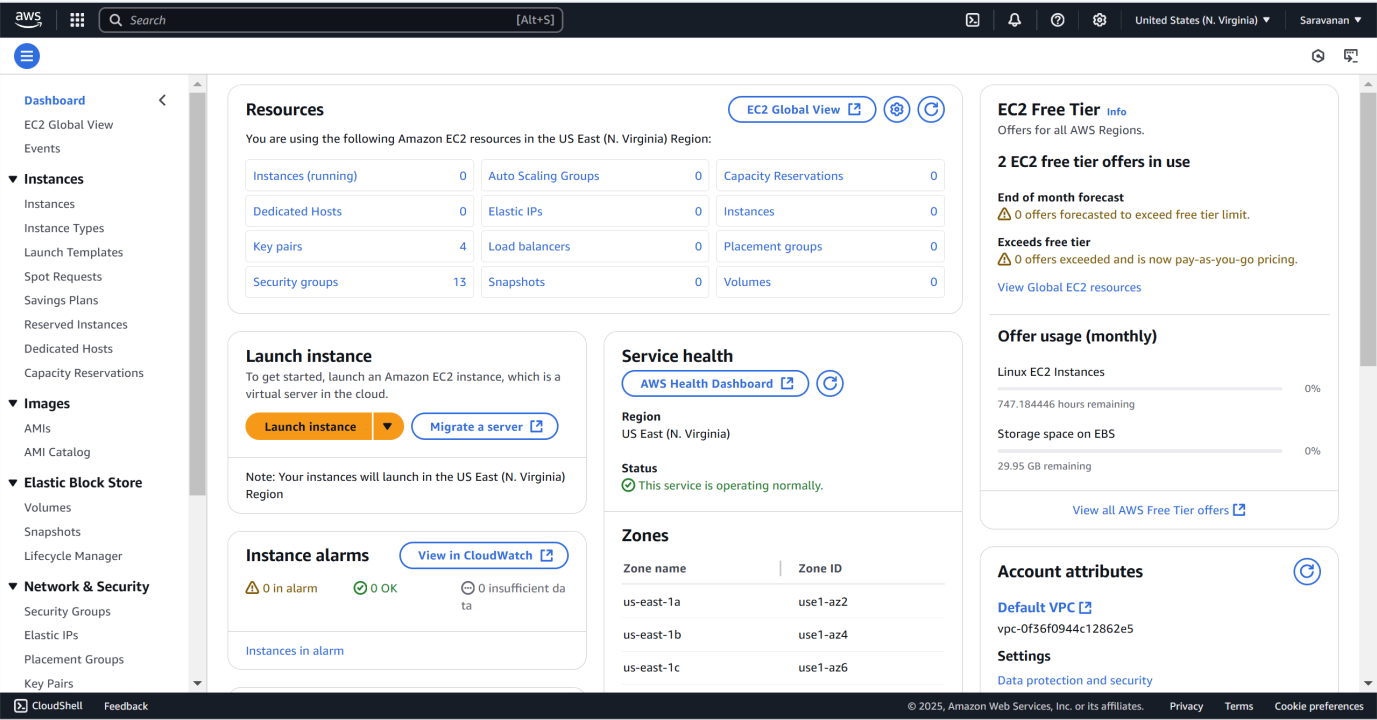 aws
Search [Alt+S]
United States (N. Virginia)
Saravanan
Dashboard
EC2 Global View
Events
Instances
Instances
Instance Types
Launch Templates
Spot Requests
Savings Plans
Reserved Instances
Dedicated Hosts
Capacity Reservations
Images
AMIs
AMI Catalog
Elastic Block Store
Volumes
Snapshots
Lifecycle Manager
Network & Security
Security Groups
Elastic IPs
Placement Groups
Key Pairs
Resources
EC2 Global View
You are using the following Amazon EC2 resources in the US East (N. Virginia) Region:
Instances (running) 0
Auto Scaling Groups 0
Capacity Reservations 0
Dedicated Hosts 0
Elastic IPs 0
Instances 0
Key pairs 4
Load balancers 0
Placement groups 0
Security groups 13
Snapshots 0
Volumes 0
Launch instance
To get started, launch an Amazon EC2 instance, which is a
virtual server in the cloud.
Launch instance
Migrate a server
Note: Your instances will launch in the US East (N. Virginia)
Region
Instance alarms
View in CloudWatch
0 in alarm
0 OK
0 insufficient da
ta
Instances in alarm
Service health
AWS Health Dashboard
Region
US East (N. Virginia)
Status
This service is operating normally.
Zones
Zone name Zone ID
us-east-1a use1-az2
us-east-1b use1-az4
us-east-1c use1-az6
EC2 Free Tier Info
Offers for all AWS Regions.
2 EC2 free tier offers in use
End of month forecast
0 offers forecasted to exceed free tier limit.
Exceeds free tier
0 offers exceeded and is now pay-as-you-go pricing.
View Global EC2 resources
Offer usage (monthly)
Linux EC2 Instances
0%
747.184446 hours remaining
Storage space on EBS
0%
29.95 GB remaining
View all AWS Free Tier offers
Account attributes
Default VPC
vpc-0f36f0944c12862e5
Settings
Data protection and security
CloudShell
Feedback
© 2025, Amazon Web Services, Inc. or its affiliates.
Privacy
Terms
Cookie preferences